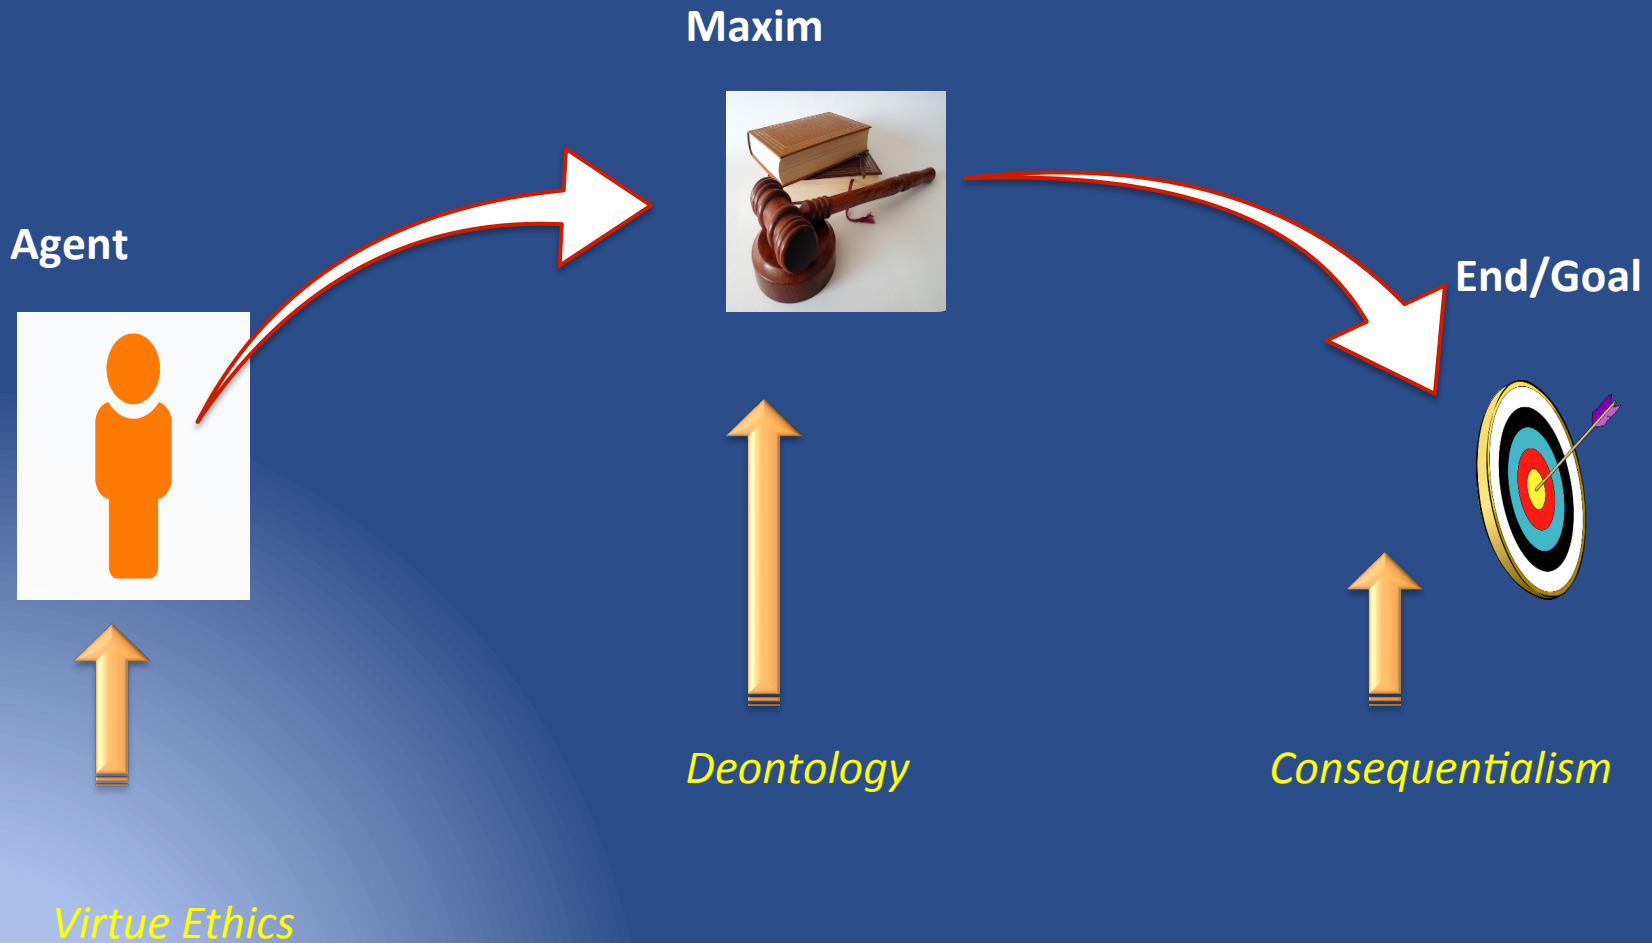 Maxim
Agent
End/Goal
Deontology
Consequentialism
Virtue Ethics